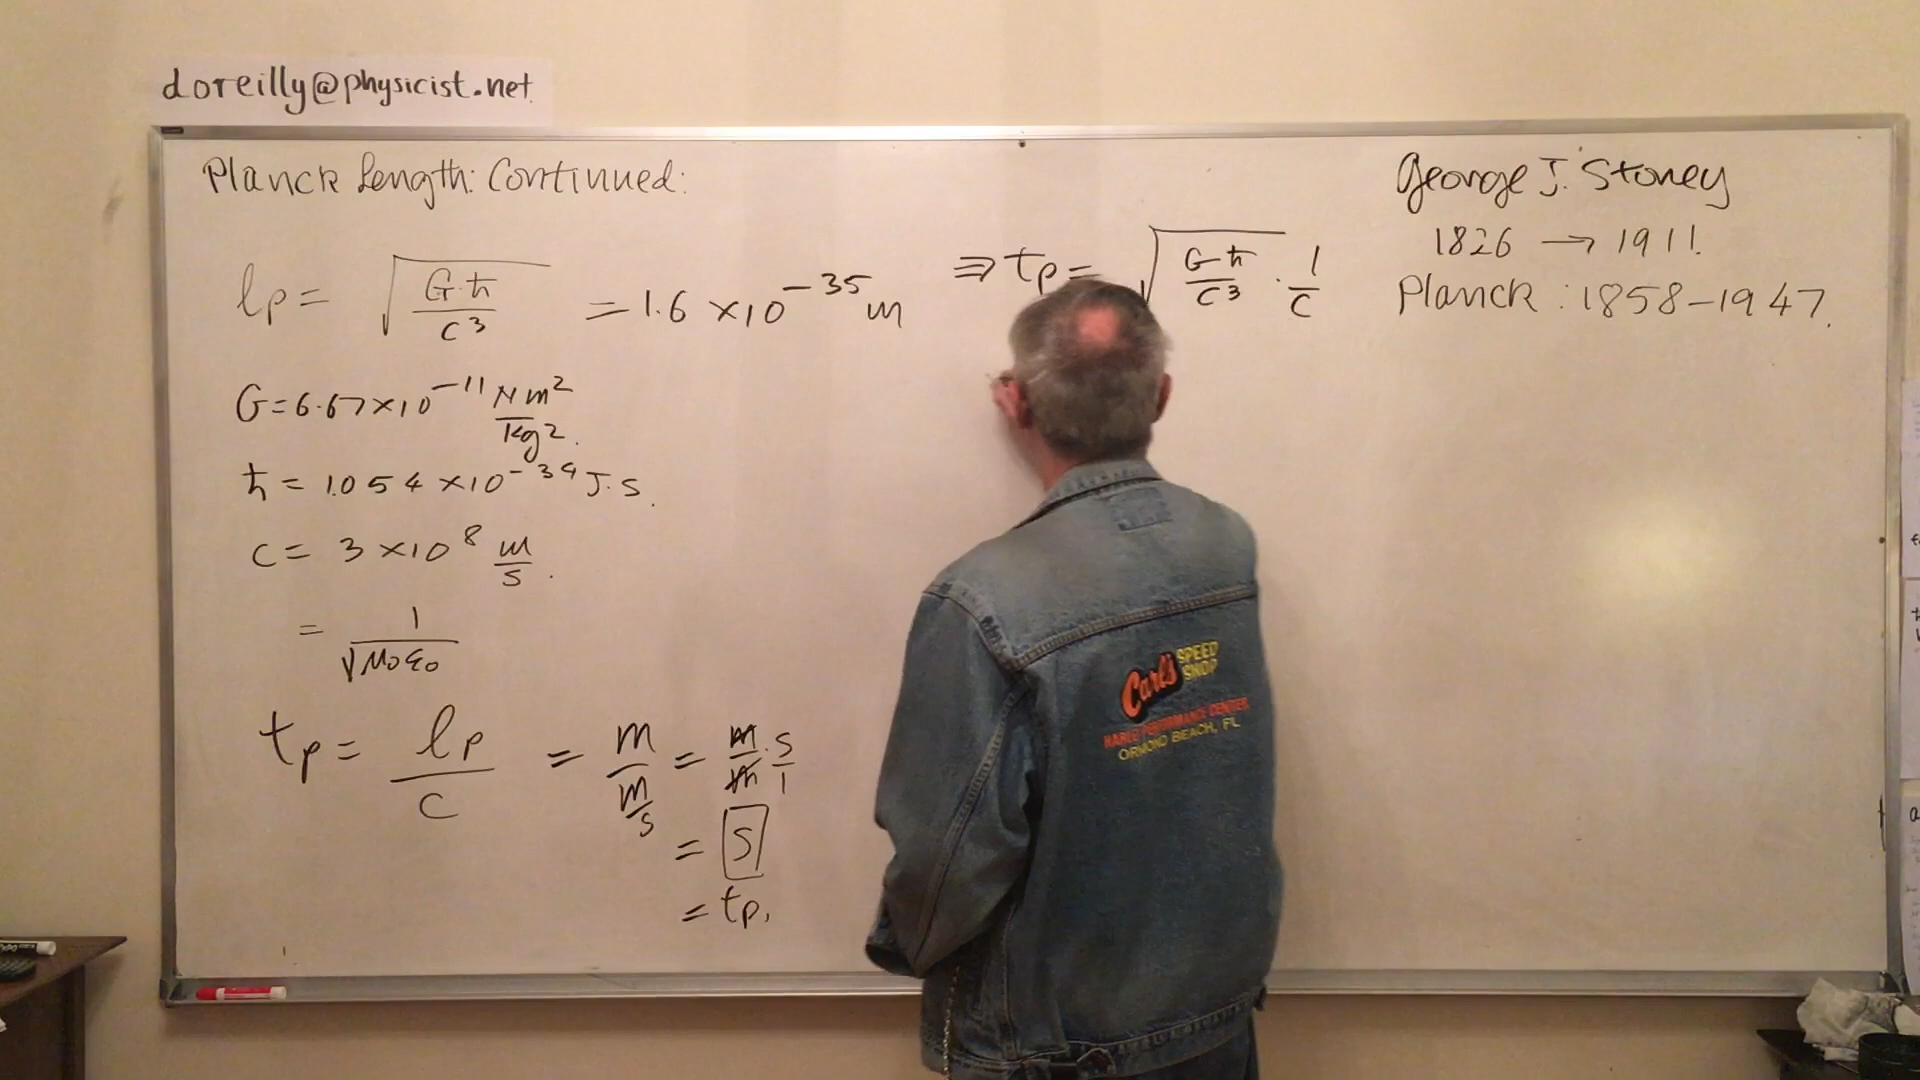 doreilly@physicist.net
Planck Length: Continued:
lp = √(Għ/c³) = 1.6 × 10⁻³⁵ m
G = 6.67 × 10⁻¹¹ Nm²/kg².
ħ = 1.054 × 10⁻³⁴ J.s.
c = 3 × 10⁸ m/s.
= 1/√μ₀ε₀
tp = lp/c = m/(m/s) = m/m · s/1
= s
= tp.
⇒ tp = √(Għ/c³) · 1/c
George J. Stoney
1826 → 1911.
Planck : 1858 – 1947.
Carl's SPEED SHOP
HARLEY PERFORMANCE CENTER
ORMOND BEACH, FL